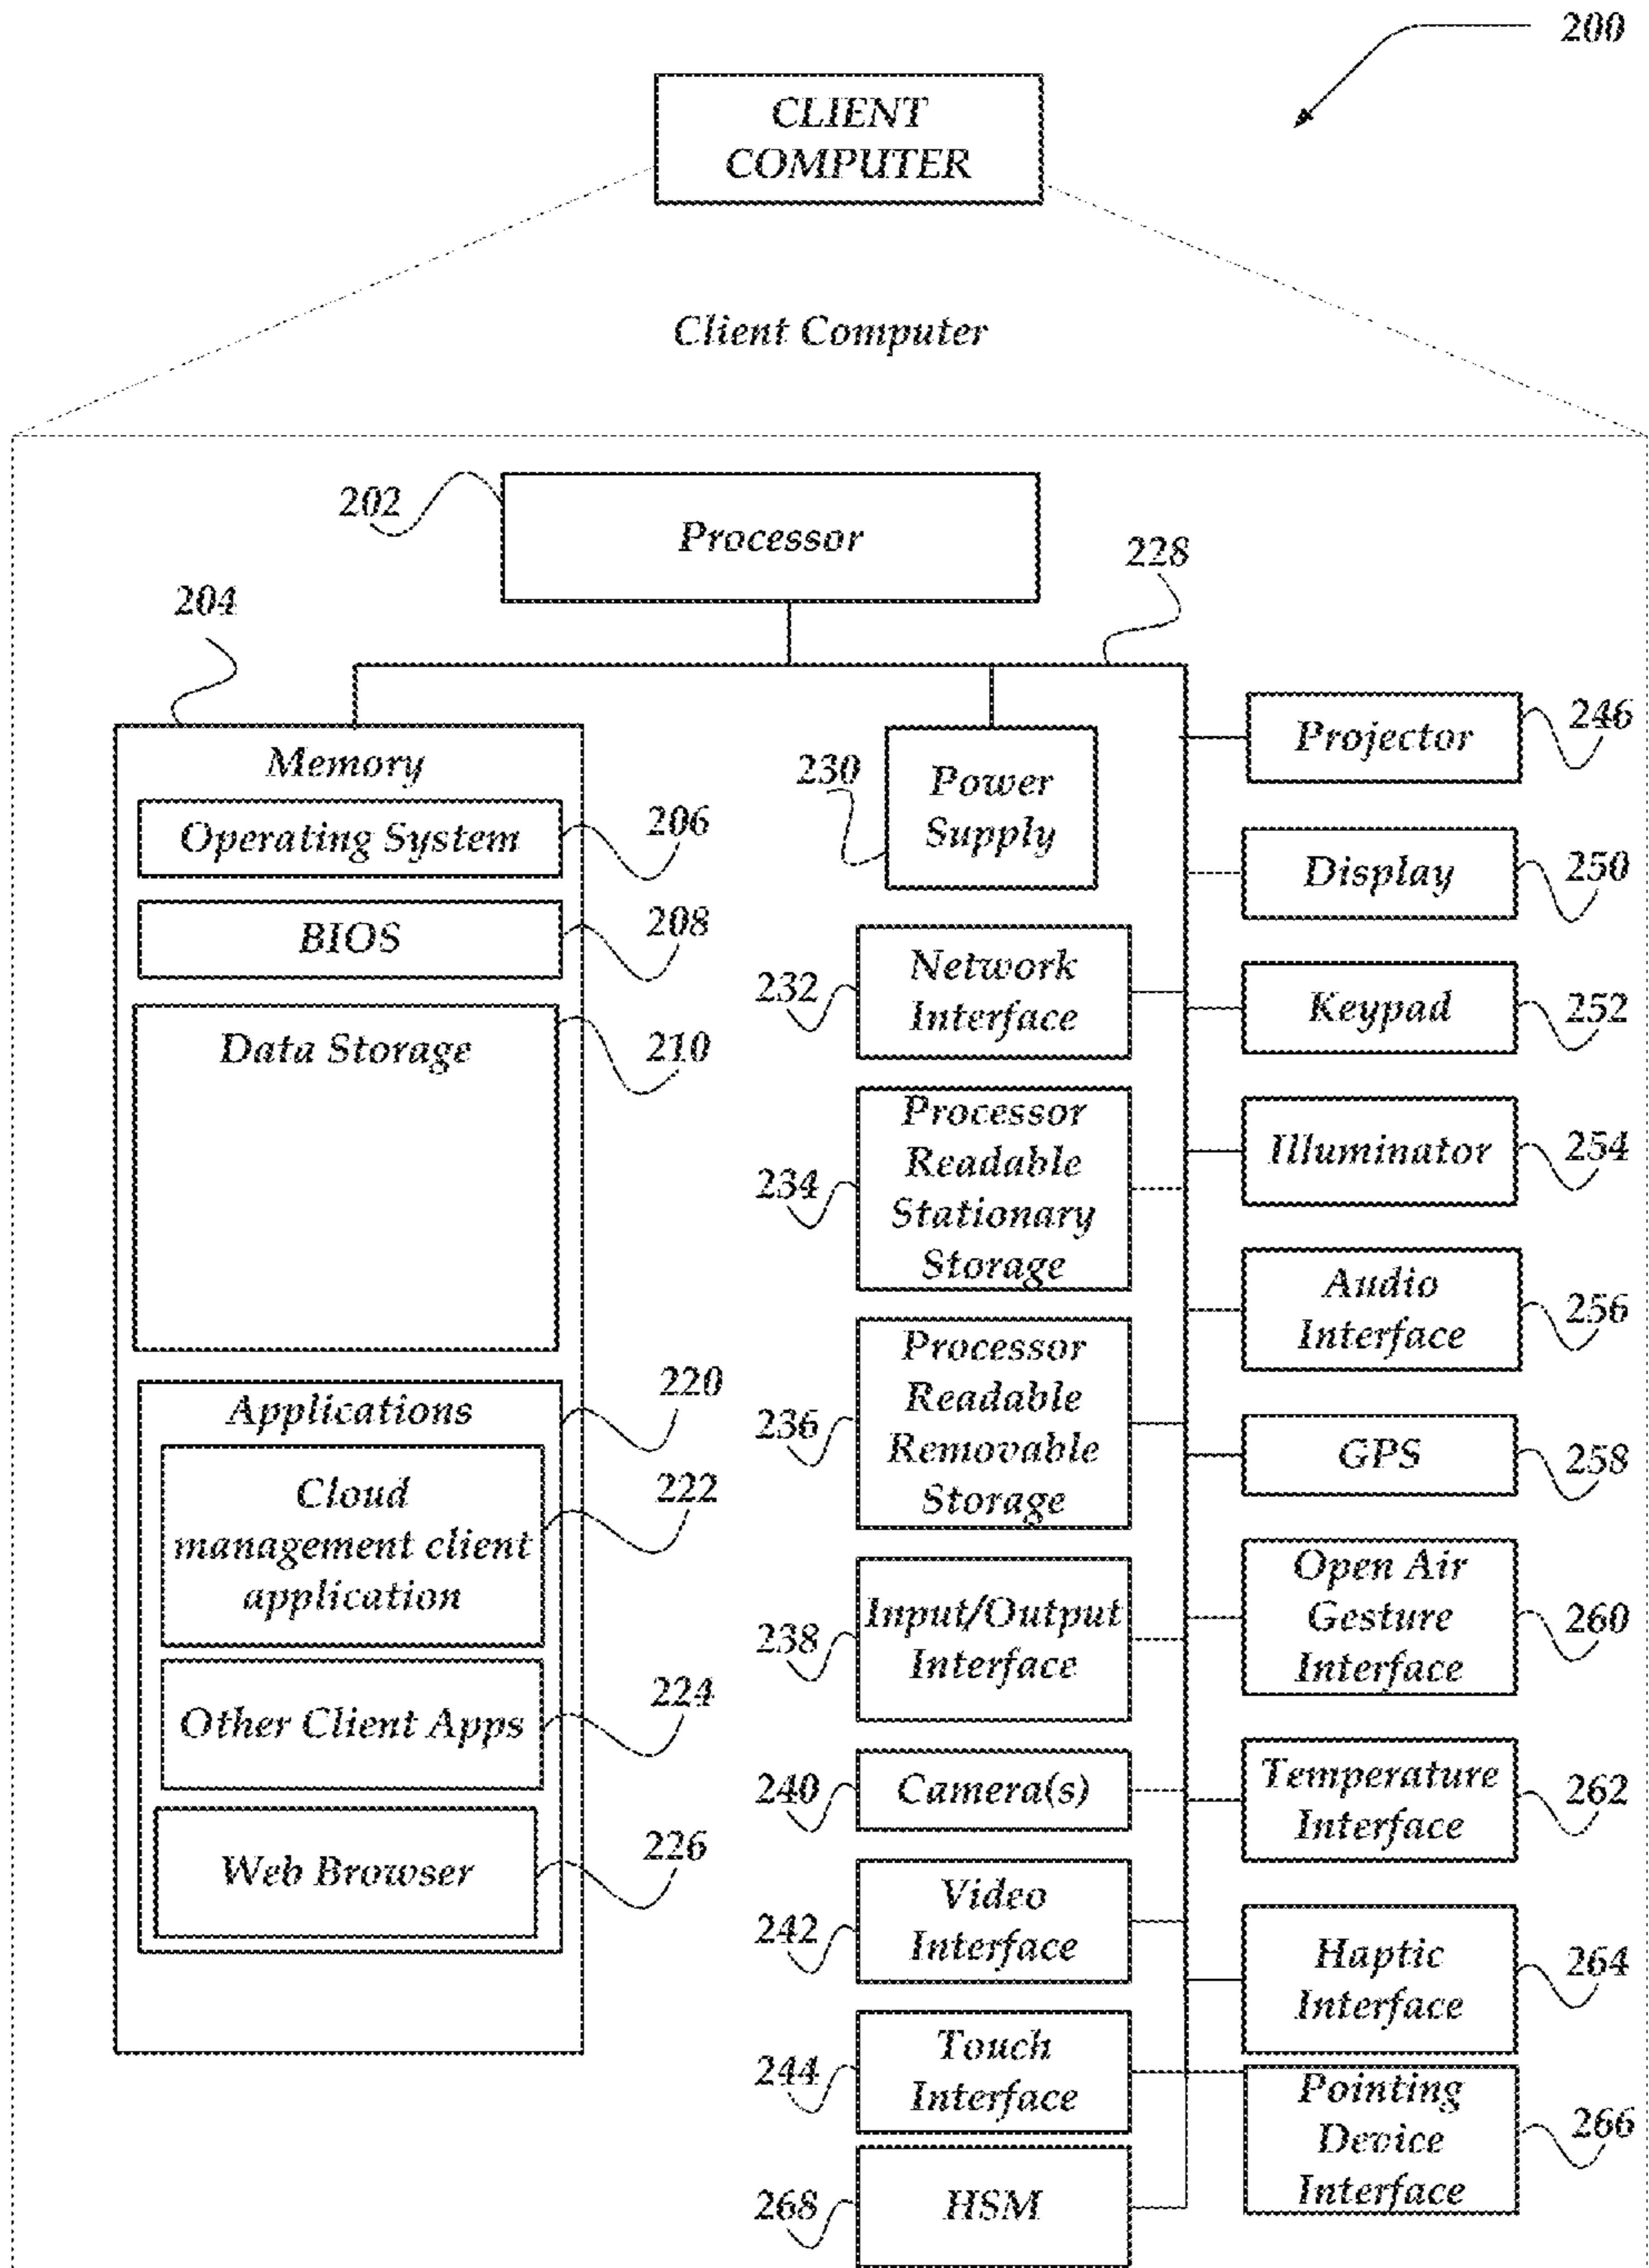 200
CLIENT
COMPUTER
Client Computer
202
Processor
228
204
Memory
Operating System
206
BIOS
208
Data Storage
210
Applications
220
Cloud
management client
application
222
Other Client Apps
224
Web Browser
226
230
Power
Supply
232
Network
Interface
234
Processor
Readable
Stationary
Storage
236
Processor
Readable
Removable
Storage
238
Input/Output
Interface
240
Camera(s)
242
Video
Interface
244
Touch
Interface
268
HSM
Projector
246
Display
250
Keypad
252
Illuminator
254
Audio
Interface
256
GPS
258
Open Air
Gesture
Interface
260
Temperature
Interface
262
Haptic
Interface
264
Pointing
Device
Interface
266